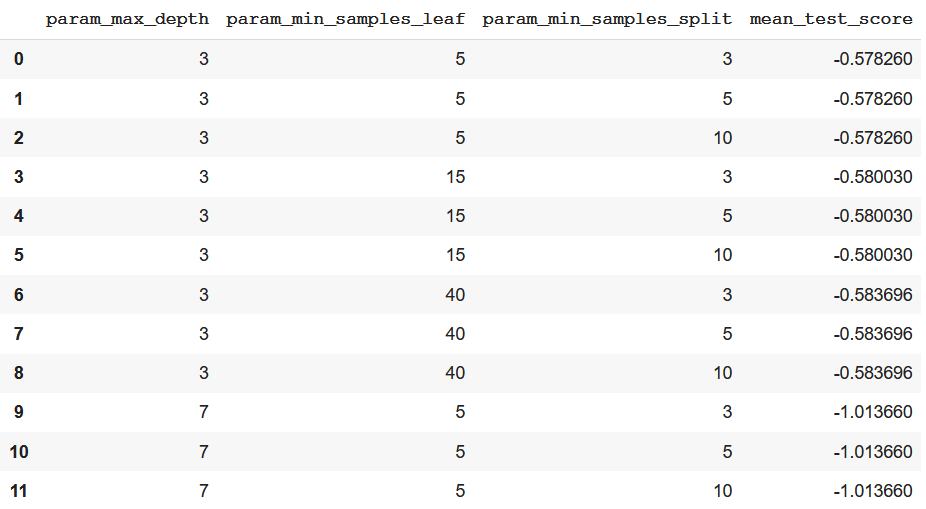 param_max_depth param_min_samples_leaf param_min_samples_split mean_test_score
0 3 5 3 -0.578260
1 3 5 5 -0.578260
2 3 5 10 -0.578260
3 3 15 3 -0.580030
4 3 15 5 -0.580030
5 3 15 10 -0.580030
6 3 40 3 -0.583696
7 3 40 5 -0.583696
8 3 40 10 -0.583696
9 7 5 3 -1.013660
10 7 5 5 -1.013660
11 7 5 10 -1.013660